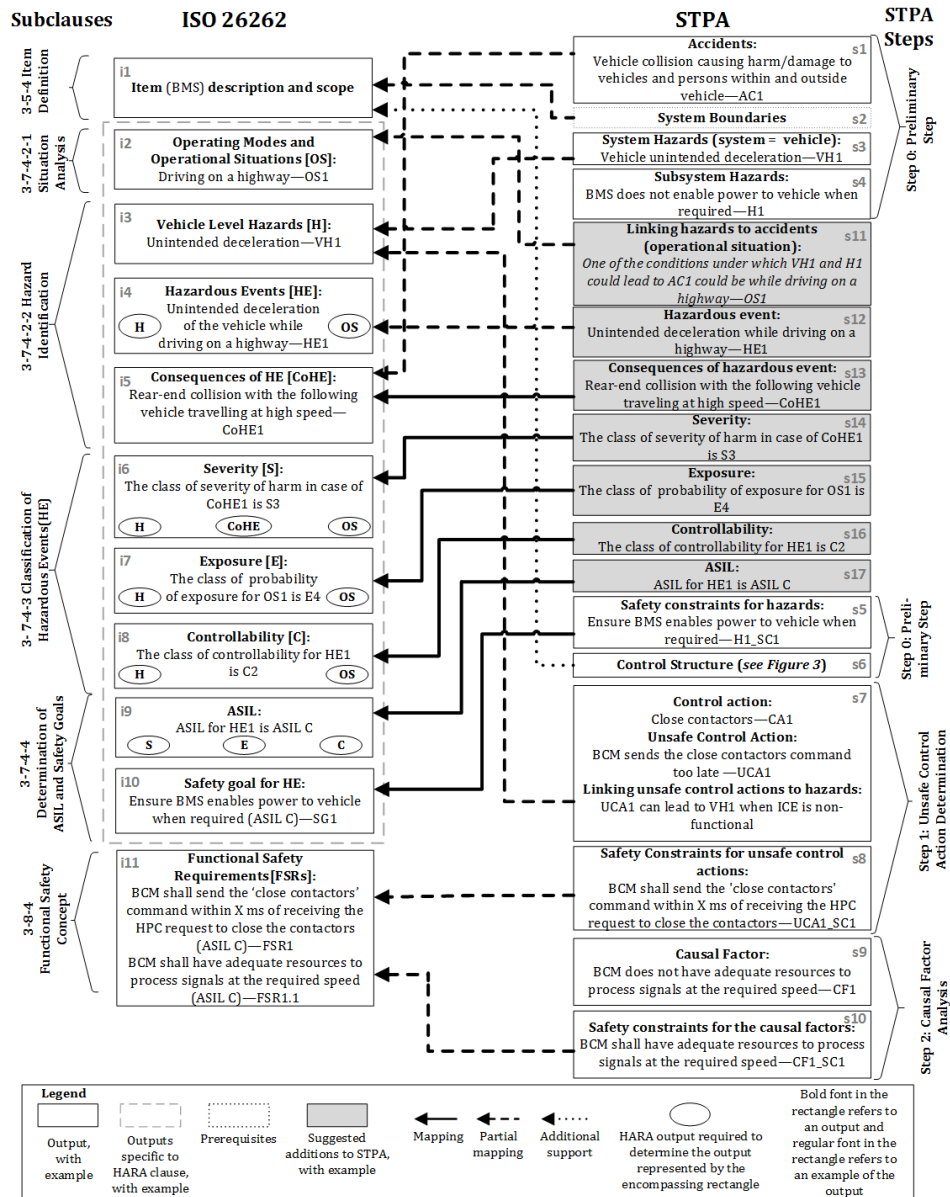 Subclauses
ISO 26262
STPA
STPA
Steps
3-5-4 Item
Definition
i1
Item (BMS) description and scope
3-7-4-2-1
Situation
Analysis
i2
Operating Modes and
Operational Situations [OS]:
Driving on a highway—OS1
3-7-4-2-2 Hazard
Identification
i3
Vehicle Level Hazards [H]:
Unintended deceleration—VH1
i4
Hazardous Events [HE]:
Unintended deceleration
of the vehicle while
driving on a highway—HE1
H
OS
i5
Consequences of HE [CoHE]:
Rear-end collision with the following
vehicle travelling at high speed—
CoHE1
3- 7-4-3 Classification of
Hazardous Events[HE]
i6
Severity [S]:
The class of severity of harm in case of
CoHE1 is S3
H
CoHE
OS
i7
Exposure [E]:
The class of probability
of exposure for OS1 is E4
H
OS
i8
Controllability [C]:
The class of controllability for HE1
is C2
H
OS
3-7-4-4
Determination of
ASIL and Safety Goals
i9
ASIL:
ASIL for HE1 is ASIL C
S
E
C
i10
Safety goal for HE:
Ensure BMS enables power to vehicle
when required (ASIL C)—SG1
3-8-4
Functional Safety
Concept
i11
Functional Safety
Requirements[FSRs]:
BCM shall send the ‘close contactors’
command within X ms of receiving the
HPC request to close the contactors
(ASIL C)—FSR1
BCM shall have adequate resources to
process signals at the required speed
(ASIL C)—FSR1.1
s1
Accidents:
Vehicle collision causing harm/damage to
vehicles and persons within and outside
vehicle—AC1
System Boundaries
s2
System Hazards (system = vehicle):
s3
Vehicle unintended deceleration—VH1
Subsystem Hazards:
s4
BMS does not enable power to vehicle when
required—H1
Step 0: Preliminary
Step
Linking hazards to accidents
s11
(operational situation):
One of the conditions under which VH1 and H1
could lead to AC1 could be while driving on a
highway—OS1
Hazardous event:
s12
Unintended deceleration while driving on a
highway—HE1
Consequences of hazardous event:
s13
Rear-end collision with the following vehicle
traveling at high speed—CoHE1
Severity:
s14
The class of severity of harm in case of CoHE1
is S3
Exposure:
s15
The class of probability of exposure for OS1 is
E4
Controllability:
s16
The class of controllability for HE1 is C2
ASIL:
s17
ASIL for HE1 is ASIL C
Safety constraints for hazards:
s5
Ensure BMS enables power to vehicle when
required—H1_SC1
Control Structure (see Figure 3)
s6
Step 0: Preli-
minary Step
s7
Control action:
Close contactors—CA1
Unsafe Control Action:
BCM sends the close contactors command
too late —UCA1
Linking unsafe control actions to hazards:
UCA1 can lead to VH1 when ICE is non-
functional
Safety Constraints for unsafe control
s8
actions:
BCM shall send the 'close contactors'
command within X ms of receiving the HPC
request to close the contactors—UCA1_SC1
Step 1: Unsafe Control
Action Determination
Causal Factor:
s9
BCM does not have adequate resources to
process signals at the required speed—CF1
s10
Safety constraints for the causal factors:
BCM shall have adequate resources to process
signals at the required speed—CF1_SC1
Step 2: Causal Factor
Analysis
Legend
Output,
with
example
Outputs
specific to
HARA clause,
with example
Prerequisites
Suggested
additions to STPA,
with example
Mapping
Partial
mapping
Additional
support
HARA output required to
determine the output
represented by the
encompassing rectangle
Bold font in the
rectangle refers to
an output and
regular font in the
rectangle refers to
an example of the
output